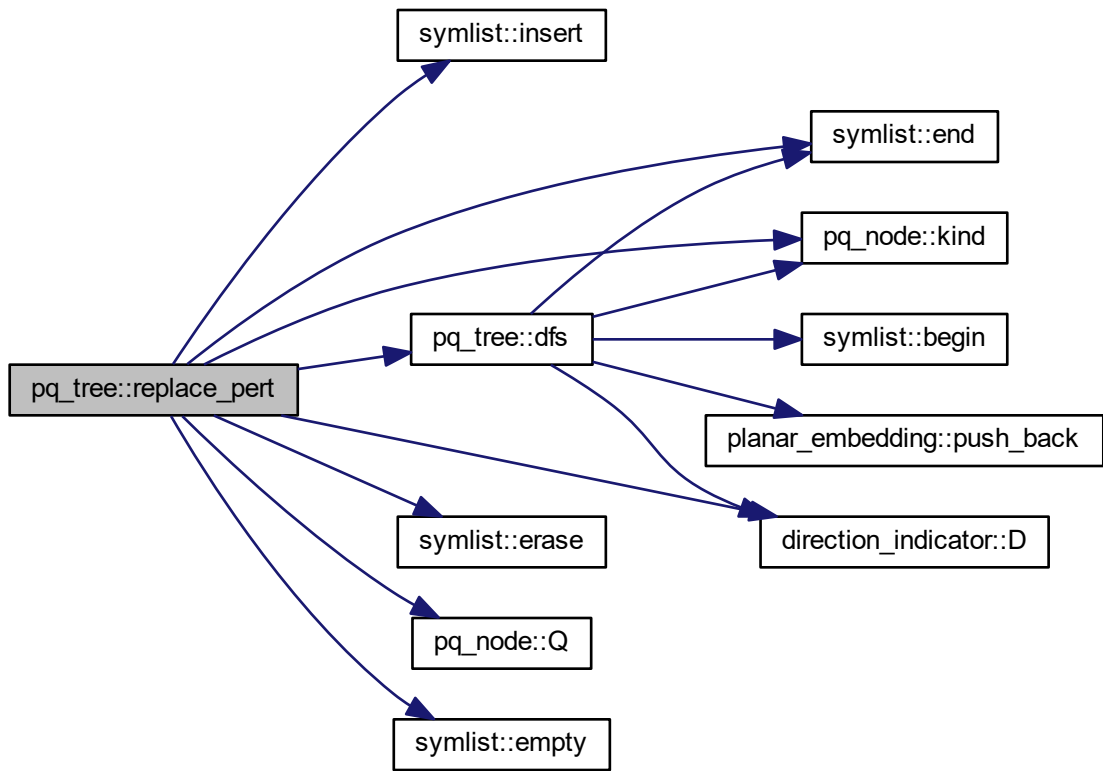 symlist::insert
symlist::end
pq_node::kind
pq_tree::dfs
symlist::begin
pq_tree::replace_pert
planar_embedding::push_back
symlist::erase
direction_indicator::D
pq_node::Q
symlist::empty